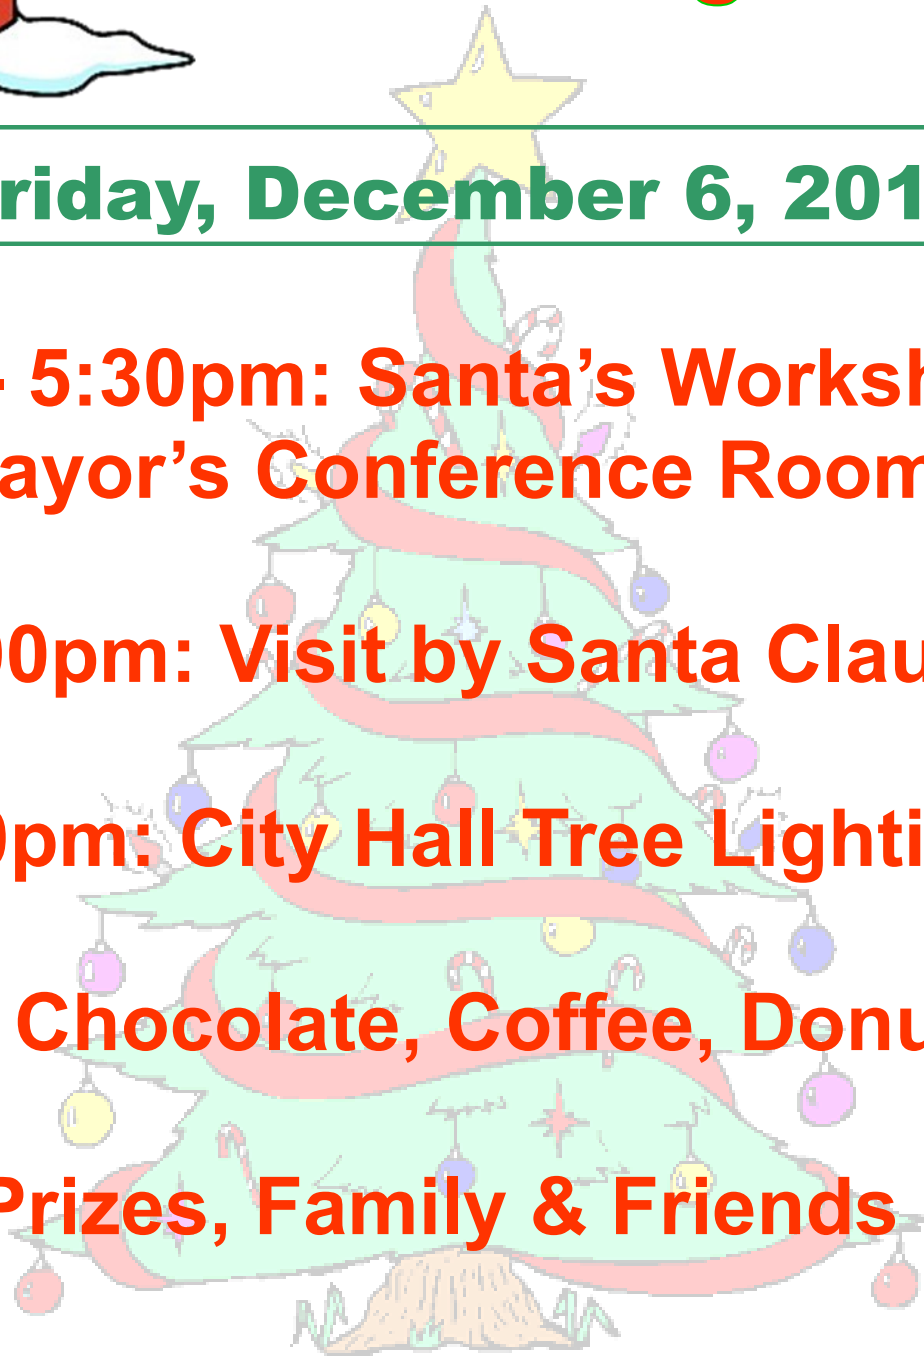 riday, December 6, 201
- 5:30pm: Santa’s Worksh
ayor’s Conference Room
0pm: Visit by Santa Clau
0pm: City Hall Tree Lighti
Chocolate, Coffee, Donu
Prizes, Family & Friends